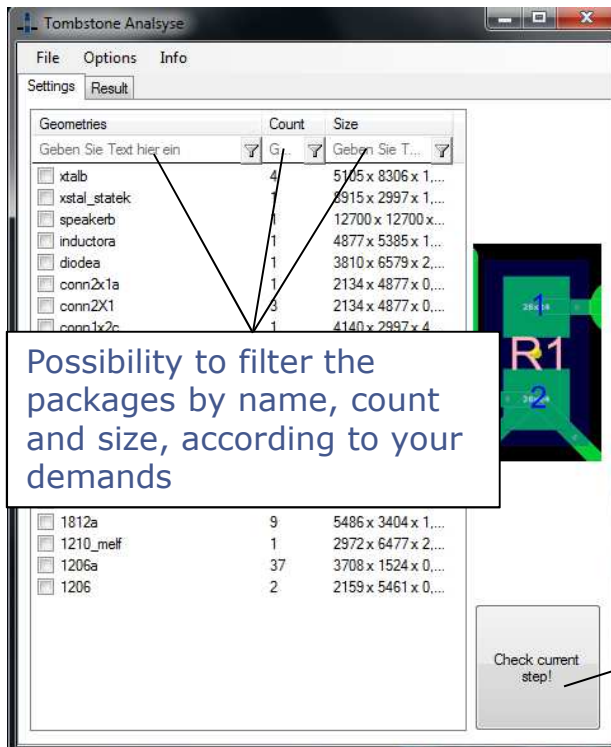 Tombstone Analsyse
File Options Info
Settings Result
Geometries Count Size
Geben Sie Text hier ein G... Geben Sie T...
xtalb 4 5105 x 8306 x 1,...
xstal_statek 1 8915 x 2997 x 1,...
speakerb 1 12700 x 12700 x...
inductora 1 4877 x 5385 x 1...
diodea 1 3810 x 6579 x 2,...
conn2x1a 1 2134 x 4877 x 0,...
conn2X1 3 2134 x 4877 x 0,...
conn1x2c 1 4140 x 2997 x 4
1
R1
2
Possibility to filter the
packages by name, count
and size, according to your
demands
1812a 9 5486 x 3404 x 1,...
1210_melf 1 2972 x 6477 x 2,...
1206a 37 3708 x 1524 x 0,...
1206 2 2159 x 5461 x 0,...
Check current
step!